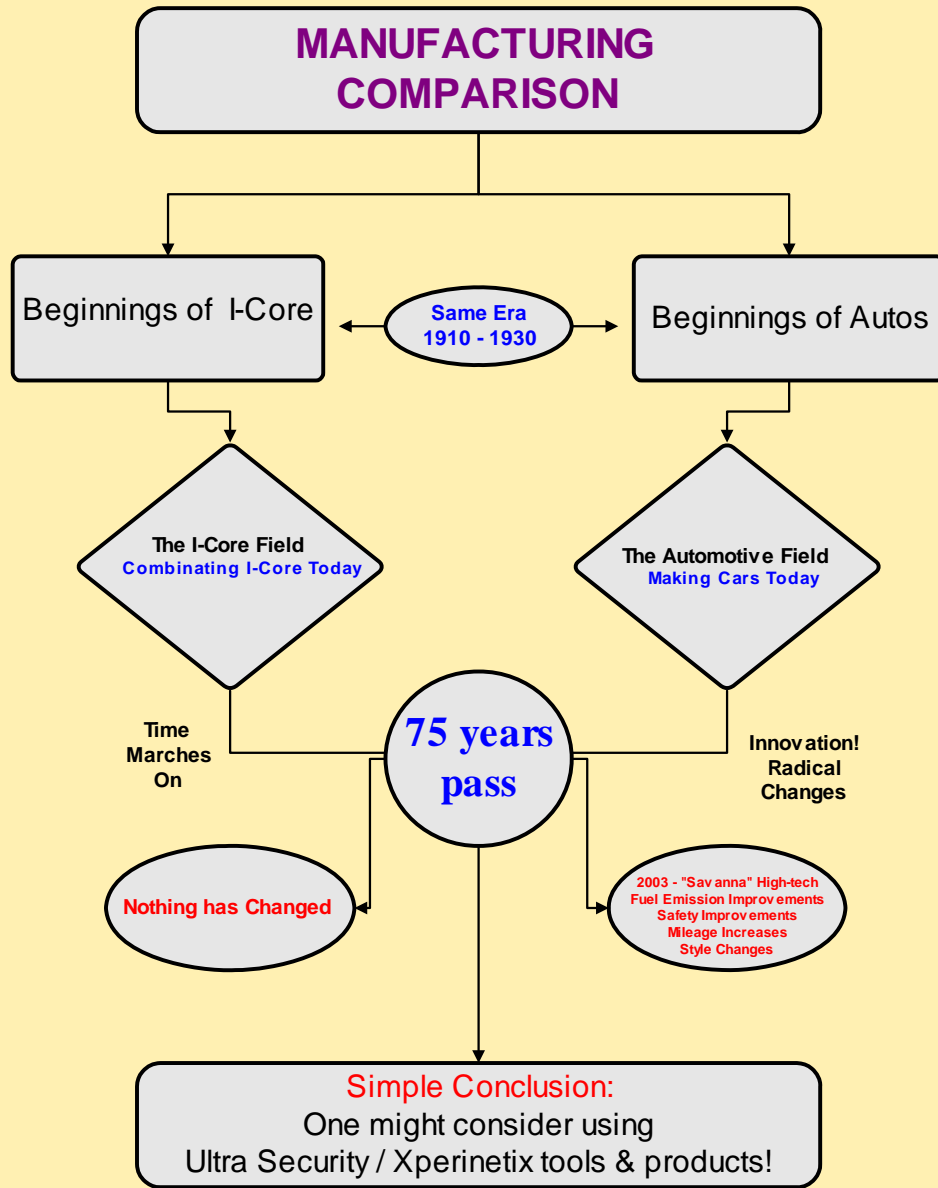 MANUFACTURING
COMPARISON
Beginnings of I-Core
Same Era
1910 - 1930
Beginnings of Autos
The I-Core Field
Combinating I-Core Today
The Automotive Field
Making Cars Today
Time
Marches
On
75 years
pass
Innovation!
Radical
Changes
Nothing has Changed
2003 - "Savanna" High-tech
Fuel Emission Improvements
Safety Improvements
Mileage Increases
Style Changes
Simple Conclusion:
One might consider using
Ultra Security / Xperinetix tools & products!